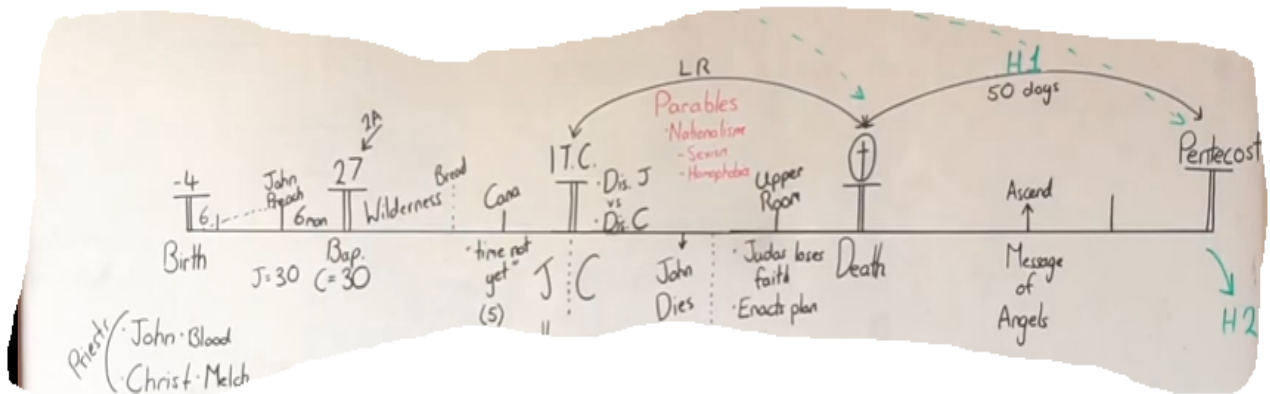 LR
H1
50 days
Parables
· Nationalism
- Sexism
- Homophobia
2A
-4
27
1T.C.
Pentecost
John
Preach
Bread
Cana
· Dis. J
vs
· Dis. C
Upper
Room
Ascend
6
6mon
Wilderness
Birth
Bap.
J=30 C=30
"time not
yet"
(5)
J C
John
Dies
· Judas loses
faith
· Enacts plan
Death
Message
of
Angels
H2
Priests
· John · Blood
· Christ · Melch